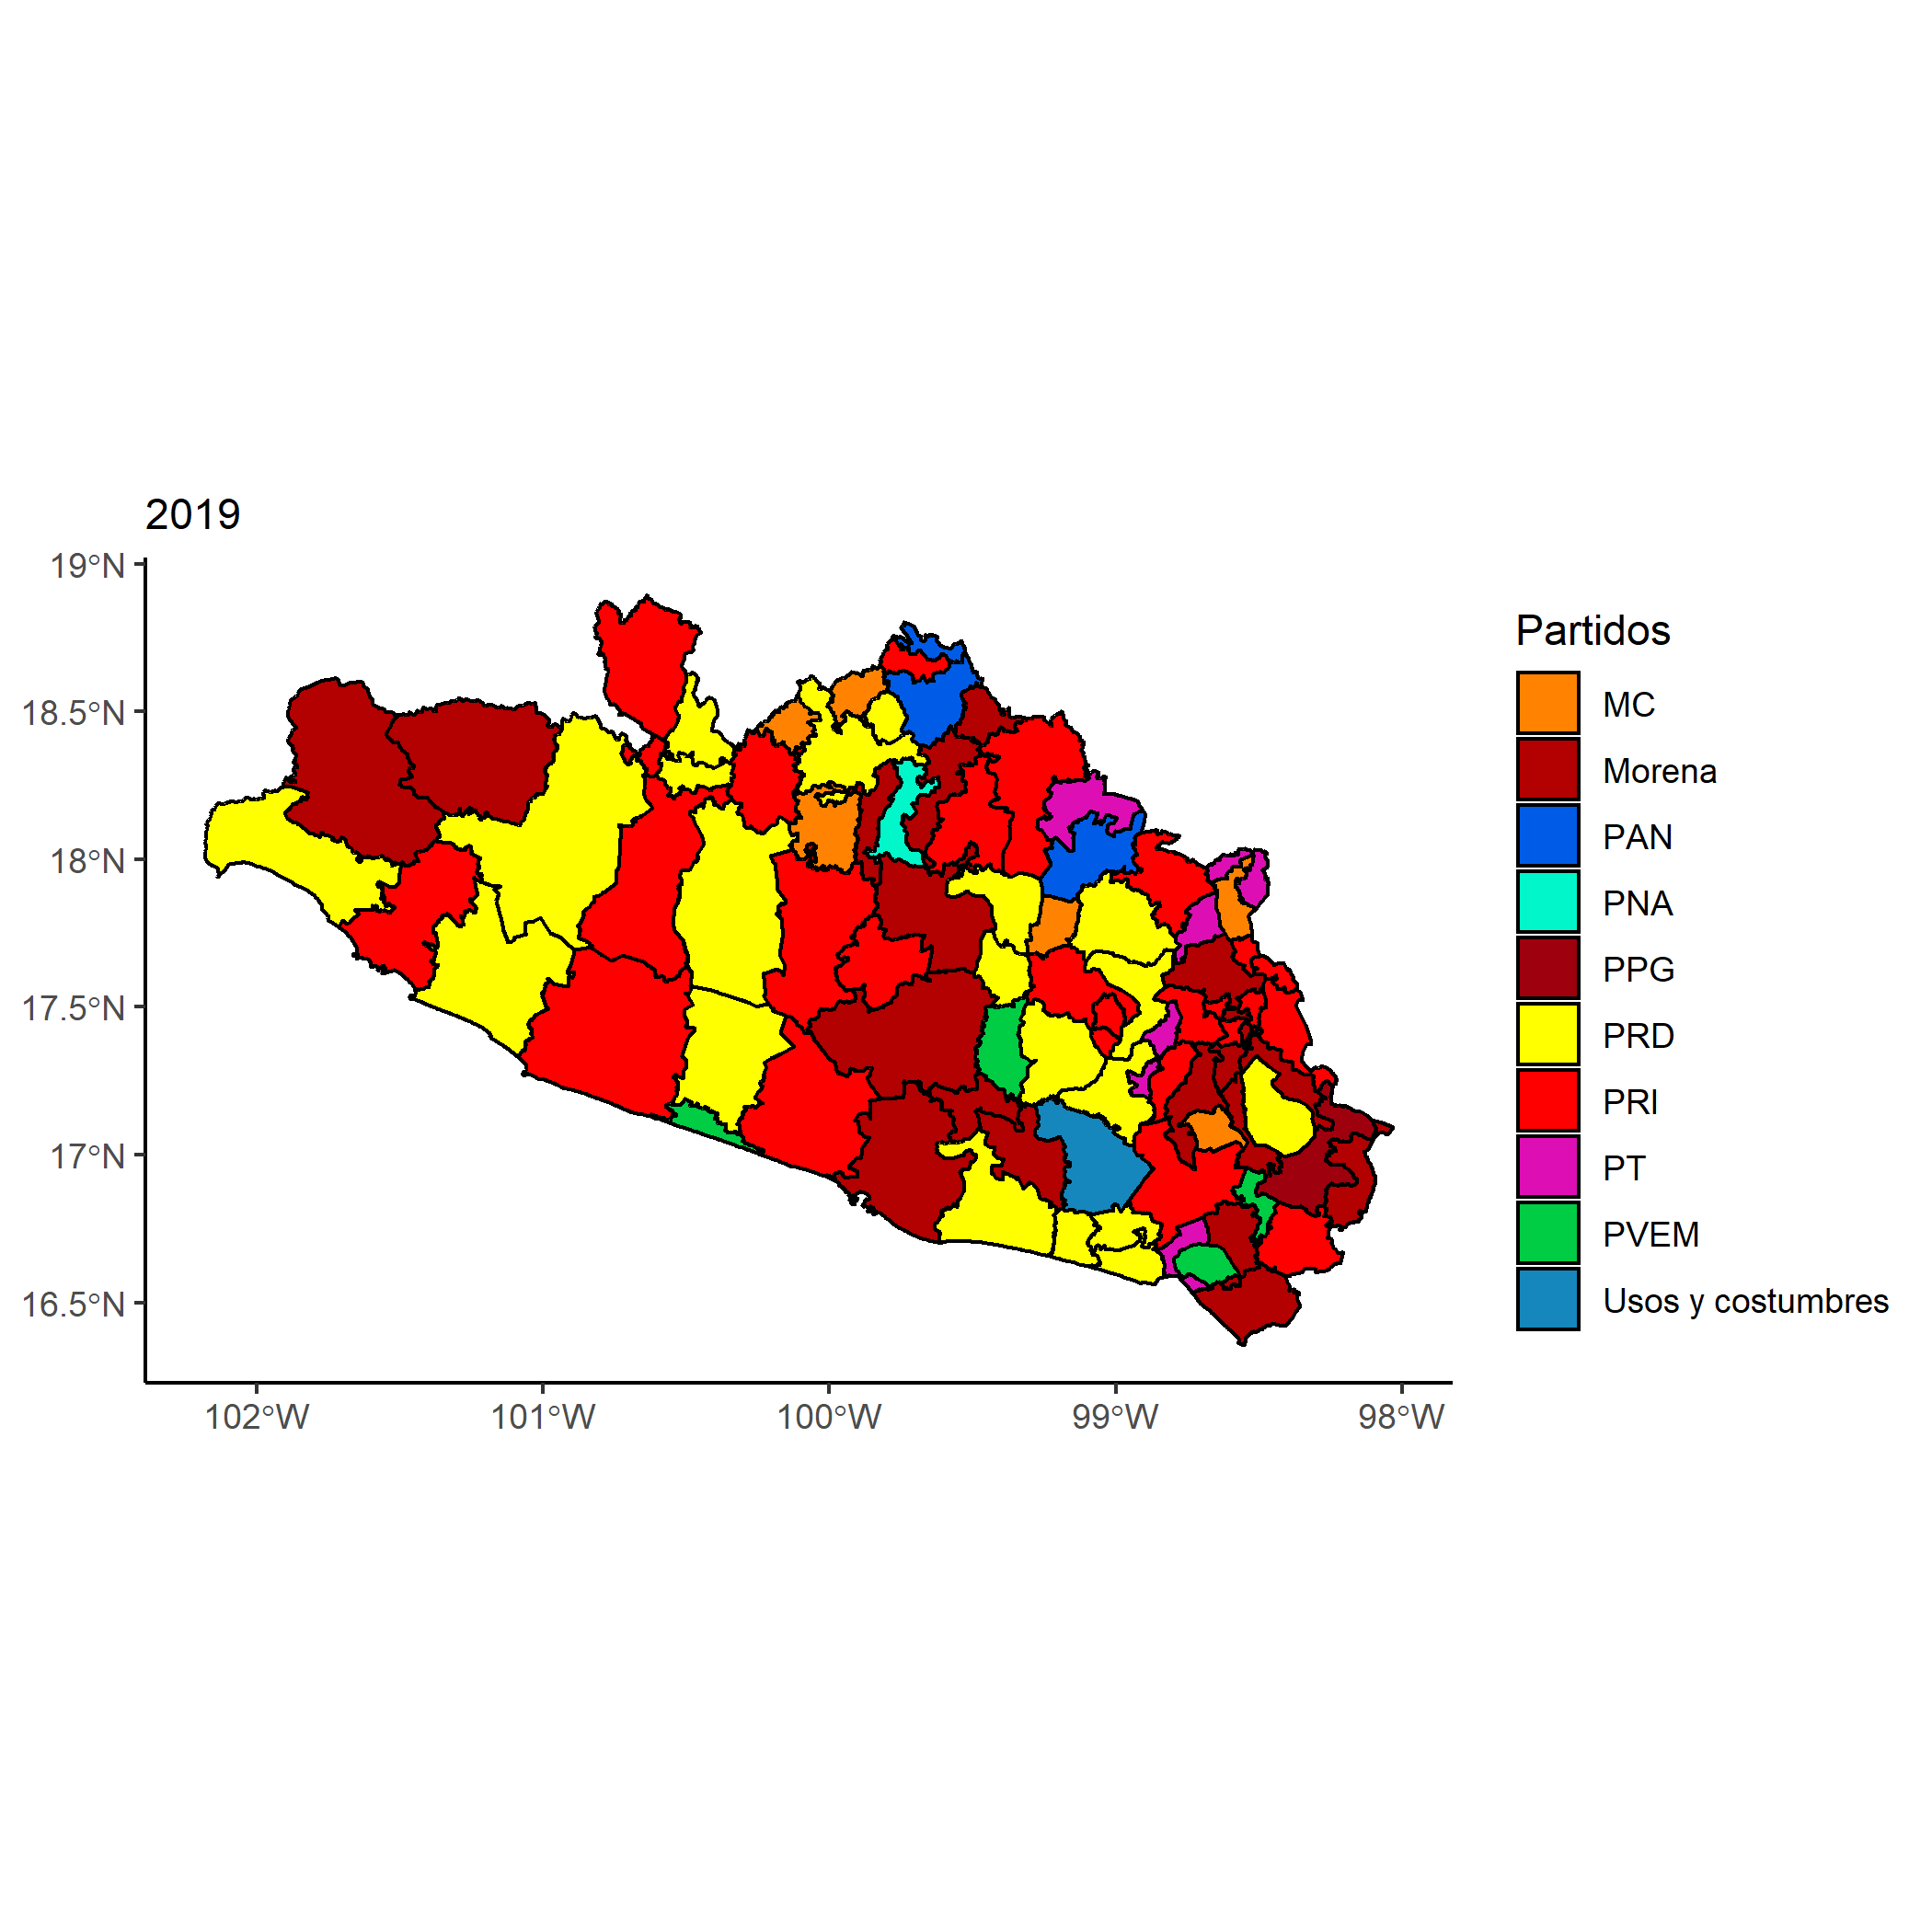 2019
19°N
18.5°N
18°N
17.5°N
17°N
16.5°N
102°W
101°W
100°W
99°W
98°W
Partidos
MC
Morena
PAN
PNA
PPG
PRD
PRI
PT
PVEM
Usos y costumbres